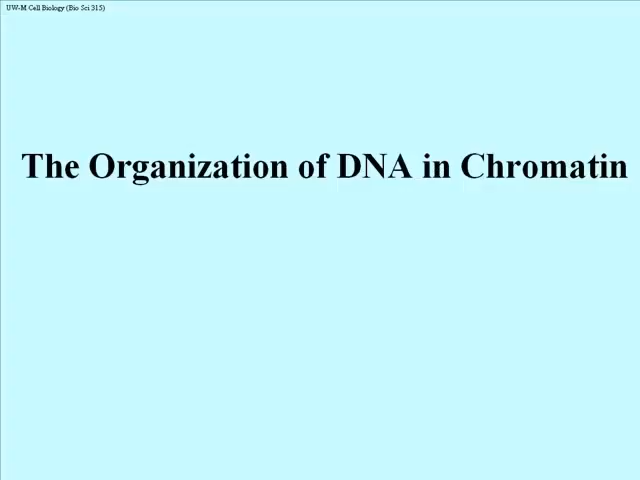 UW-M Cell Biology (Bio Sci 315)
The Organization of DNA in Chromatin